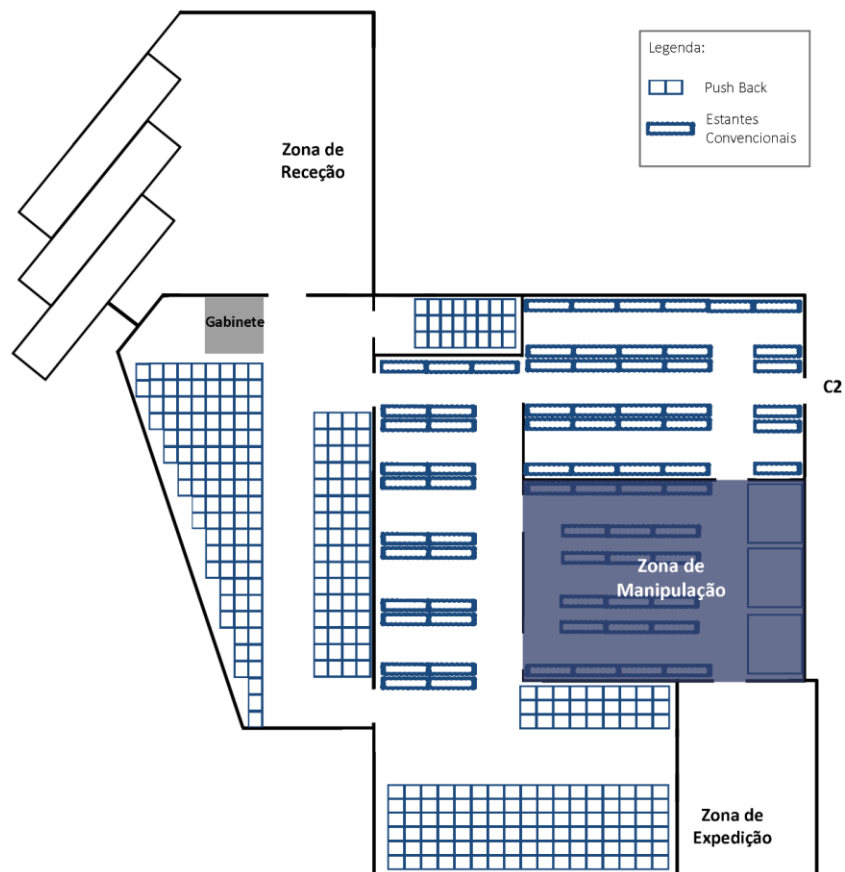 Legenda:
Push Back
Estantes
Convencionais
Zona de
Receção
Gabinete
C2
Zona de
Manipulação
Zona de
Expedição